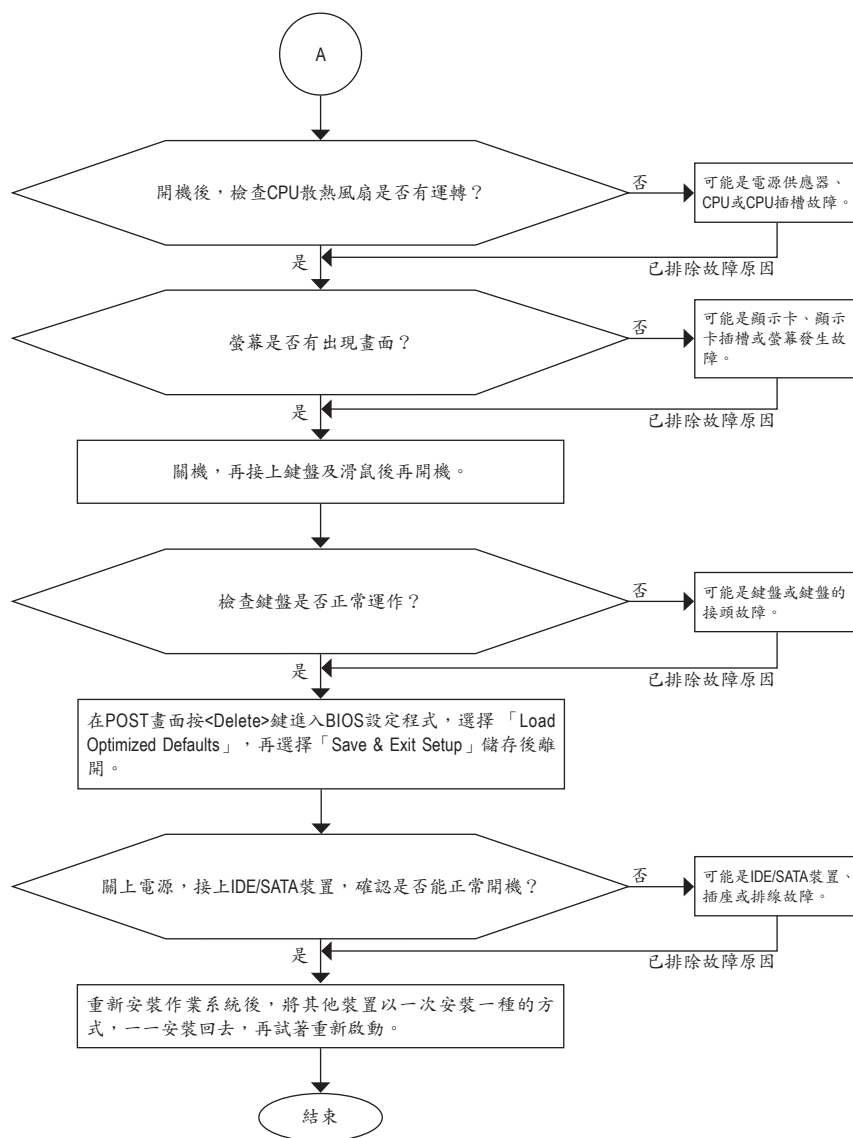 A
開機後，檢查CPU散熱風扇是否有運轉？
否
可能是電源供應器、
CPU或CPU插槽故障。
是
已排除故障原因
螢幕是否有出現畫面？
否
可能是顯示卡、顯示
卡插槽或螢幕發生故
障。
是
已排除故障原因
關機，再接上鍵盤及滑鼠後再開機。
檢查鍵盤是否正常運作？
否
可能是鍵盤或鍵盤的
接頭故障。
是
已排除故障原因
在POST畫面按<Delete>鍵進入BIOS設定程式，選擇「Load
Optimized Defaults」，再選擇「Save & Exit Setup」儲存後離
開。
關上電源，接上IDE/SATA裝置，確認是否能正常開機？
否
可能是IDE/SATA裝置、
插座或排線故障。
是
已排除故障原因
重新安裝作業系統後，將其他裝置以一次安裝一種的方
式，一一安裝回去，再試著重新啟動。
結束